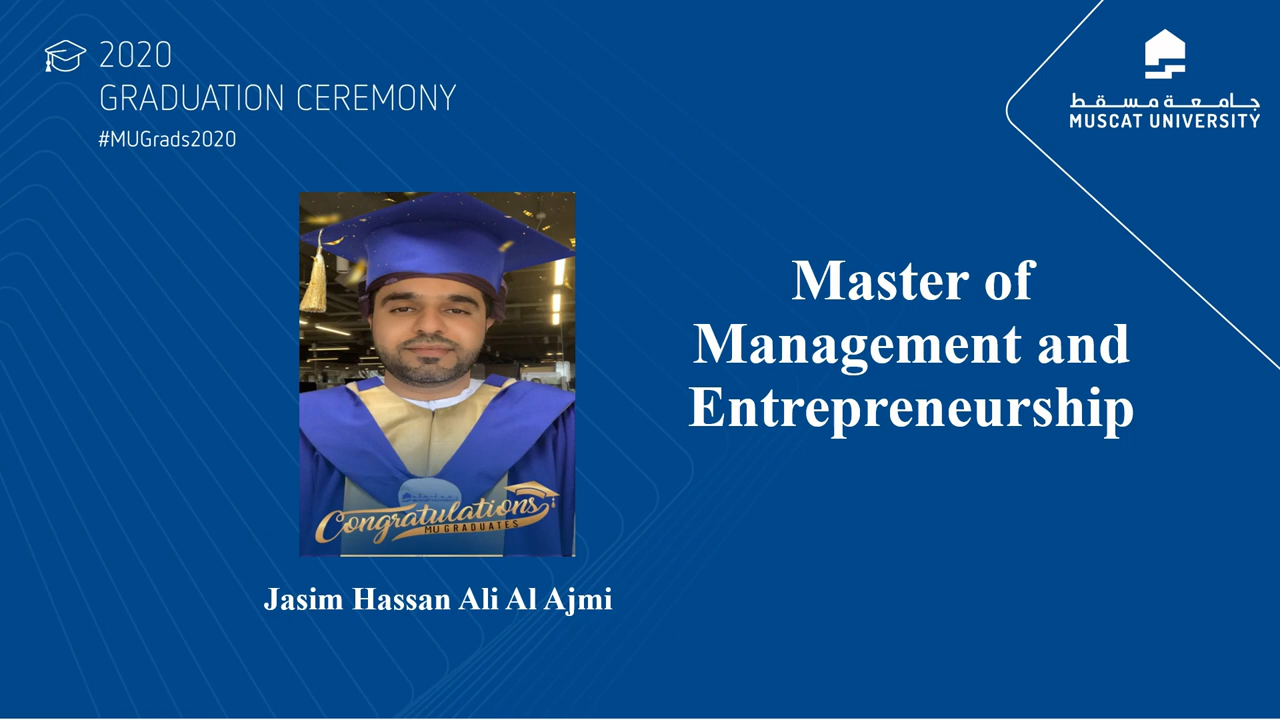 2020
GRADUATION CEREMONY
#MUGrads2020
جامعة مسقط
MUSCAT UNIVERSITY
Master of
Management and
Entrepreneurship
Congratulations
MU GRADUATES
Jasim Hassan Ali Al Ajmi